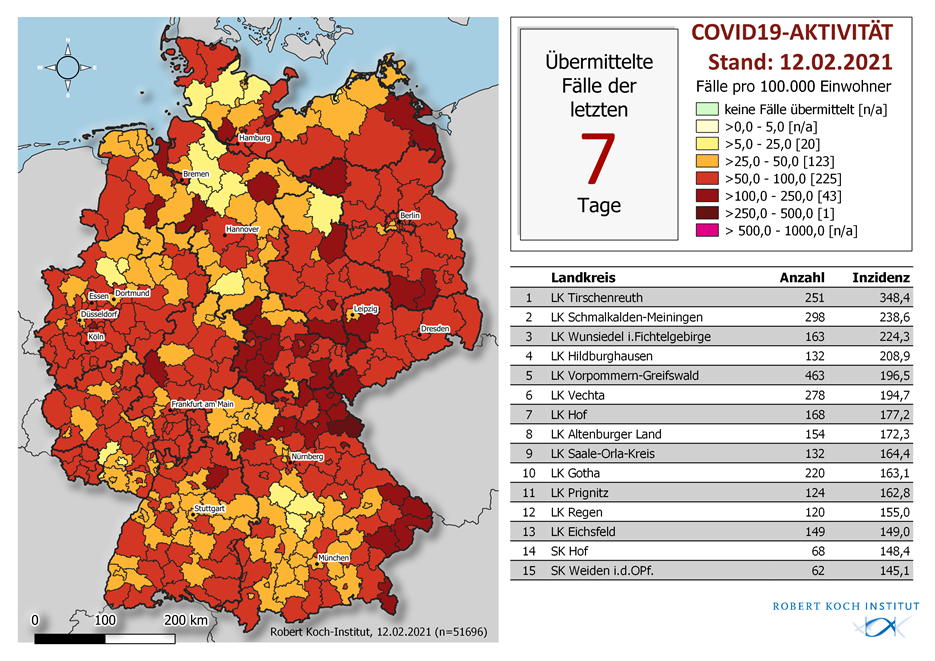 N
W
E
S
Hamburg
Bremen
Berlin
Hannover
Essen
Dortmund
Düsseldorf
Köln
Leipzig
Dresden
Frankfurt am Main
Nürnberg
Stuttgart
München
0 100 200 km
Robert Koch-Institut, 12.02.2021 (n=51696)
Übermittelte
Fälle der
letzten
7
Tage
COVID19-AKTIVITÄT
Stand: 12.02.2021
Fälle pro 100.000 Einwohner
keine Fälle übermittelt [n/a]
>0,0 - 5,0 [n/a]
>5,0 - 25,0 [20]
>25,0 - 50,0 [123]
>50,0 - 100,0 [225]
>100,0 - 250,0 [43]
>250,0 - 500,0 [1]
> 500,0 - 1000,0 [n/a]
Landkreis Anzahl Inzidenz
1 LK Tirschenreuth 251 348,4
2 LK Schmalkalden-Meiningen 298 238,6
3 LK Wunsiedel i.Fichtelgebirge 163 224,3
4 LK Hildburghausen 132 208,9
5 LK Vorpommern-Greifswald 463 196,5
6 LK Vechta 278 194,7
7 LK Hof 168 177,2
8 LK Altenburger Land 154 172,3
9 LK Saale-Orla-Kreis 132 164,4
10 LK Gotha 220 163,1
11 LK Prignitz 124 162,8
12 LK Regen 120 155,0
13 LK Eichsfeld 149 149,0
14 SK Hof 68 148,4
15 SK Weiden i.d.OPf. 62 145,1
ROBERT KOCH INSTITUT